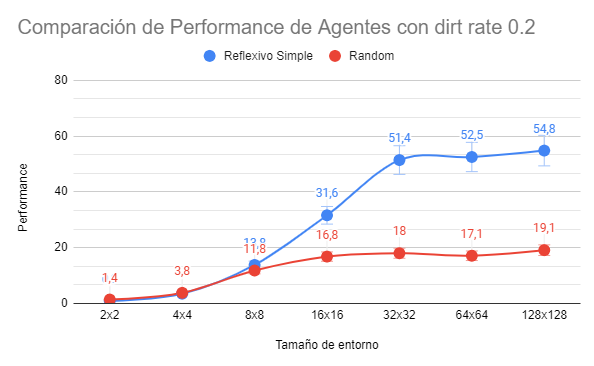 Comparación de Performance de Agentes con dirt rate 0.2
Reflexivo Simple
Random
80
60
40
20
0
Performance
54,8
52,5
51,4
31,6
13,8
19,1
17,1
18
16,8
11,8
3,8
1,4
2x2
4x4
8x8
16x16
32x32
64x64
128x128
Tamaño de entorno